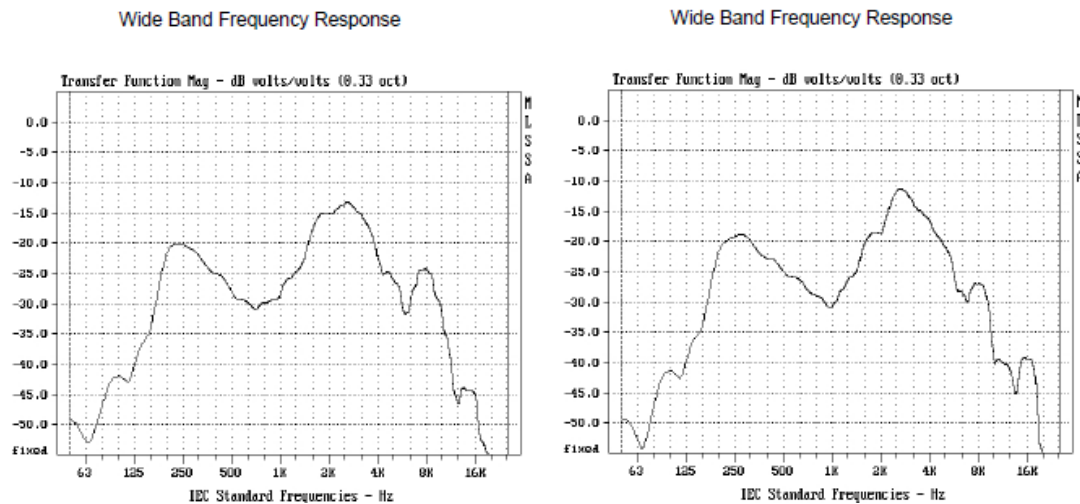 Wide Band Frequency Response
Transfer Function Mag - dB volts/volts (0.33 oct)
0.0
-5.0
-10.0
-15.0
-20.0
-25.0
-30.0
-35.0
-40.0
-45.0
-50.0
fixed
63 125 250 500 1K 2K 4K 8K 16K
IEC Standard Frequencies - Hz
MLSSA
Wide Band Frequency Response
Transfer Function Mag - dB volts/volts (0.33 oct)
0.0
-5.0
-10.0
-15.0
-20.0
-25.0
-30.0
-35.0
-40.0
-45.0
-50.0
fixed
63 125 250 500 1K 2K 4K 8K 16K
IEC Standard Frequencies - Hz
MLSSA